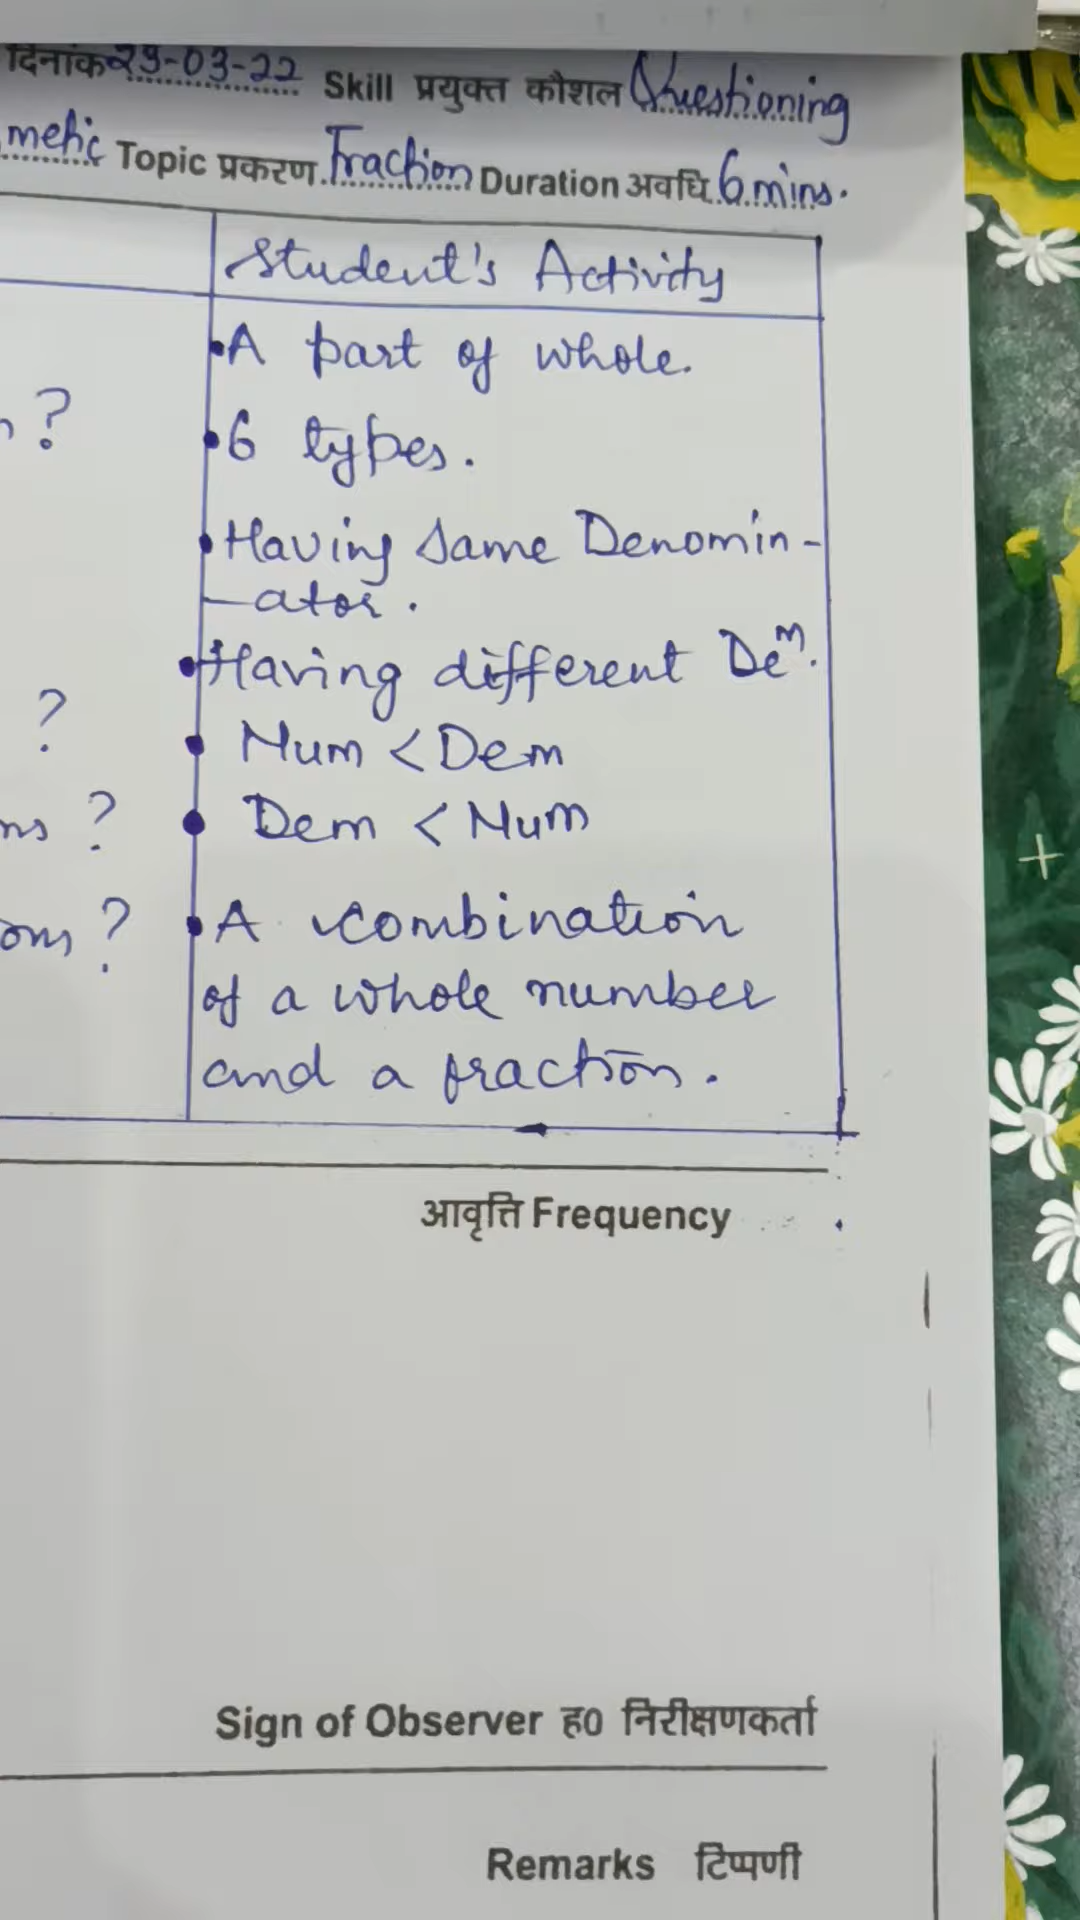 दिनांक 29-03-22 Skill प्रयुक्त कौशल Questioning
metic Topic प्रकरण Fraction Duration अवधि 6 mins.
Student's Activity
• A part of whole.
?
• 6 types.
• Having same Denomin-
-ator.
• Having different Dem.
?
• Num < Dem
ns ?
• Dem < Num
ons ?
• A combination
of a whole number
and a fraction.
आवृत्ति Frequency
Sign of Observer ह0 निरीक्षणकर्ता
Remarks टिप्पणी